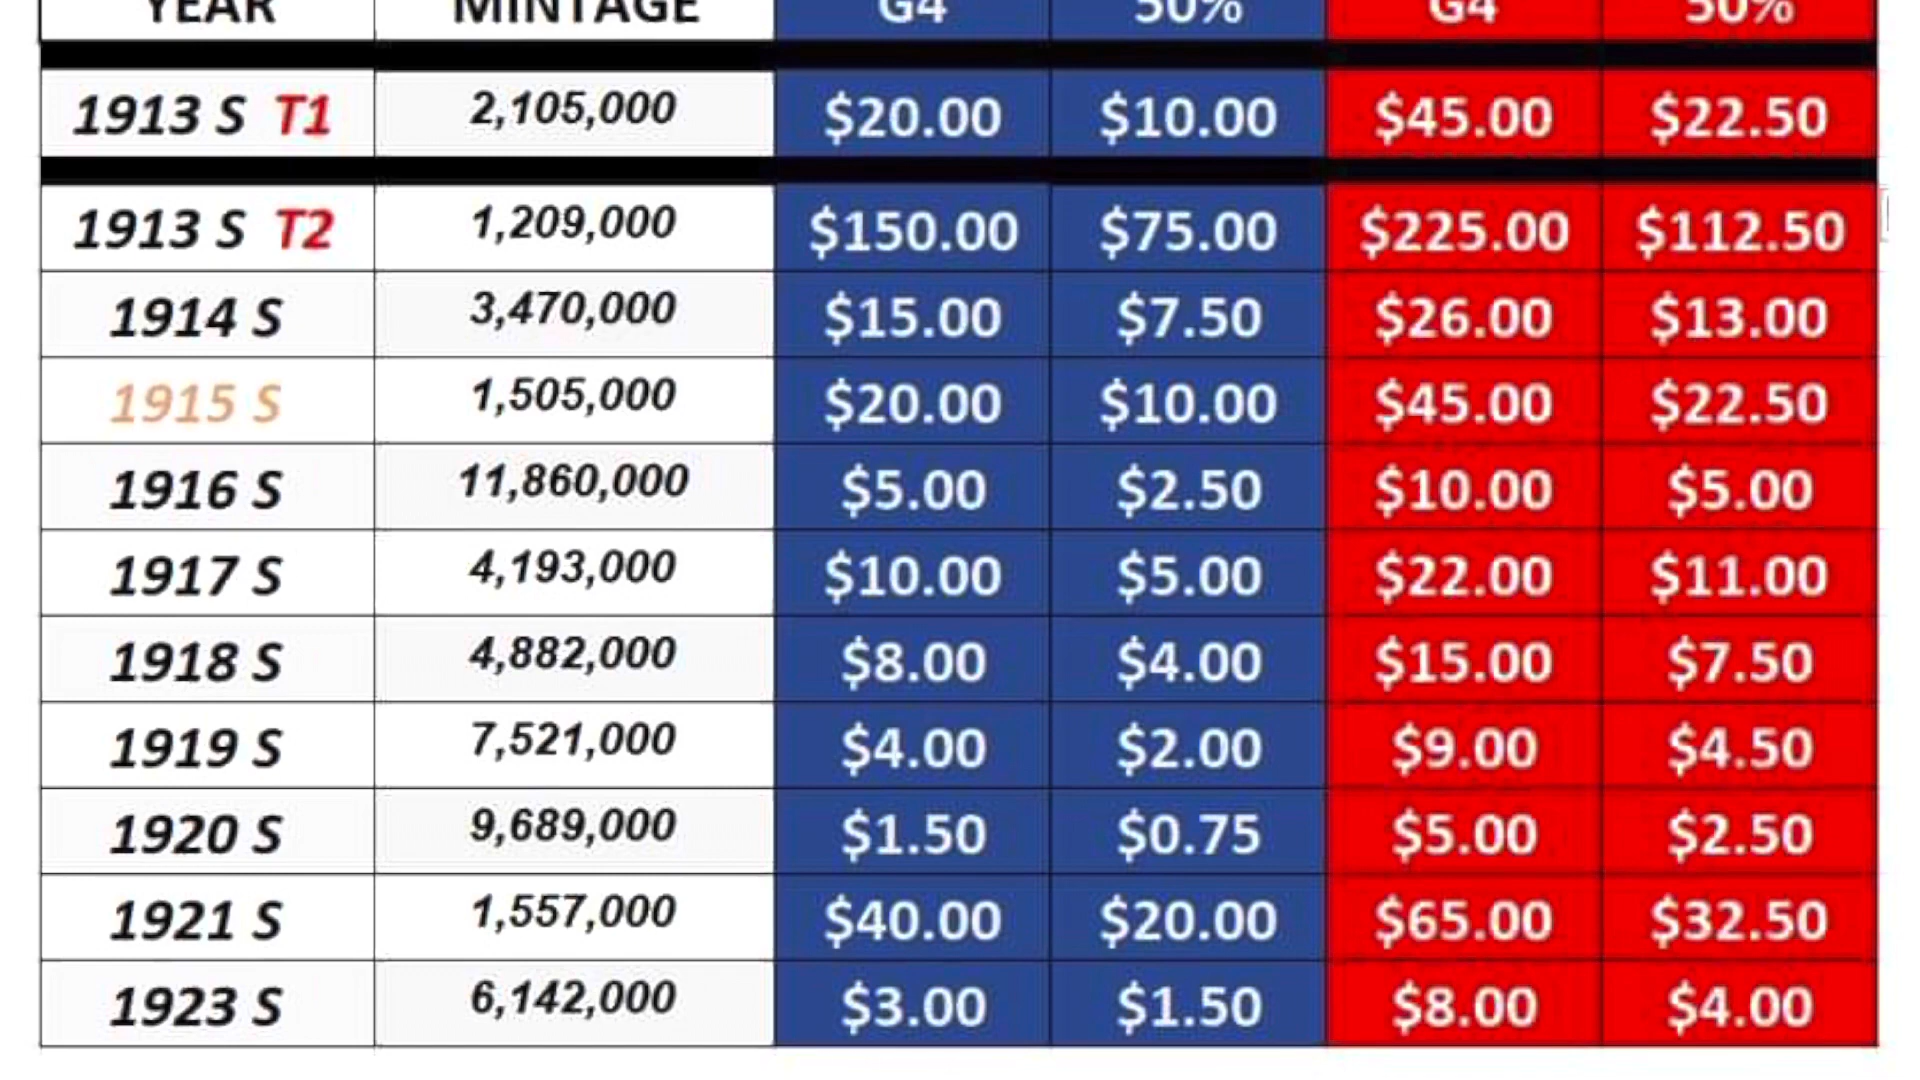 YEAR MINTAGE G4 50% G4 50%
1913 S T1 2,105,000 $20.00 $10.00 $45.00 $22.50
1913 S T2 1,209,000 $150.00 $75.00 $225.00 $112.50
1914 S 3,470,000 $15.00 $7.50 $26.00 $13.00
1915 S 1,505,000 $20.00 $10.00 $45.00 $22.50
1916 S 11,860,000 $5.00 $2.50 $10.00 $5.00
1917 S 4,193,000 $10.00 $5.00 $22.00 $11.00
1918 S 4,882,000 $8.00 $4.00 $15.00 $7.50
1919 S 7,521,000 $4.00 $2.00 $9.00 $4.50
1920 S 9,689,000 $1.50 $0.75 $5.00 $2.50
1921 S 1,557,000 $40.00 $20.00 $65.00 $32.50
1923 S 6,142,000 $3.00 $1.50 $8.00 $4.00